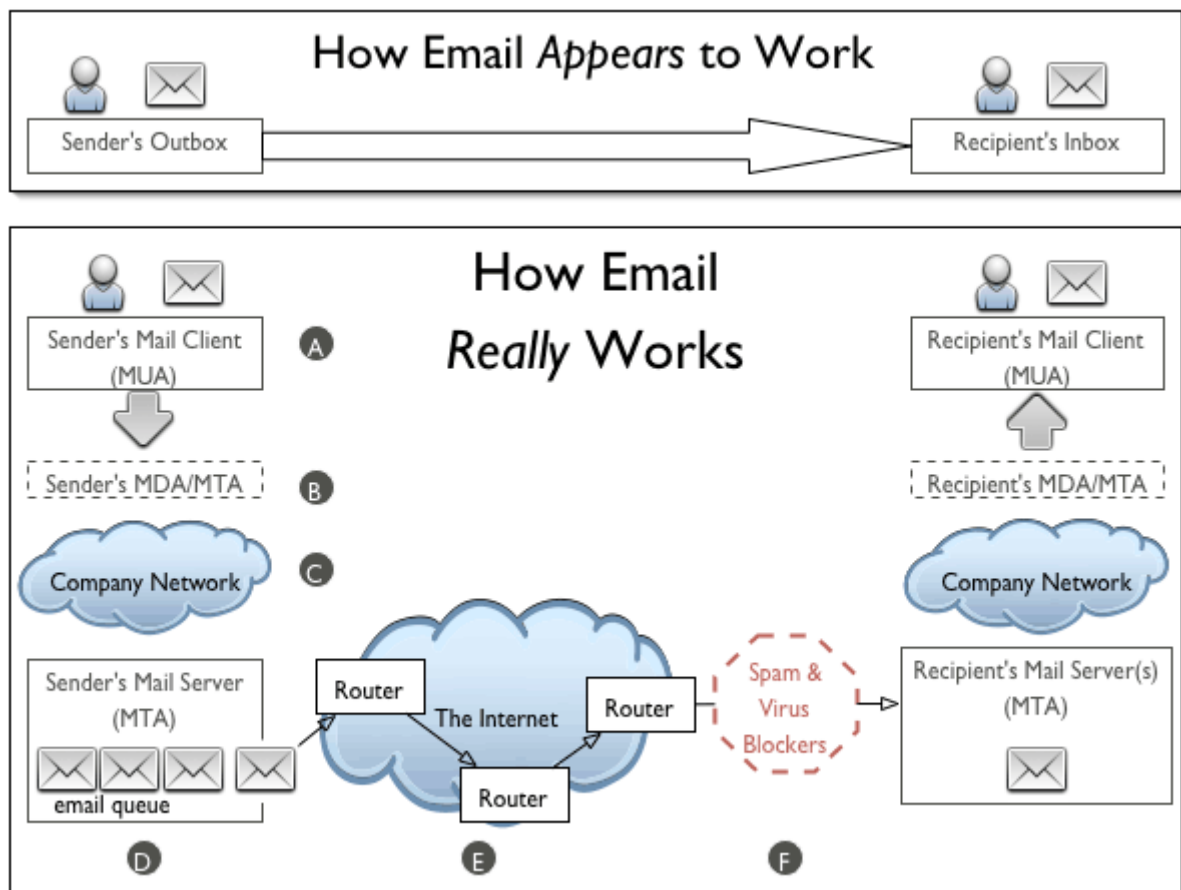 How Email Appears to Work
Sender's Outbox
Recipient's Inbox
How Email
Really Works
Sender's Mail Client
(MUA)
A
Recipient's Mail Client
(MUA)
Sender's MDA/MTA
B
Recipient's MDA/MTA
Company Network
C
Company Network
Sender's Mail Server
(MTA)
email queue
Router
The Internet
Router
Router
Spam &
Virus
Blockers
Recipient's Mail Server(s)
(MTA)
D
E
F